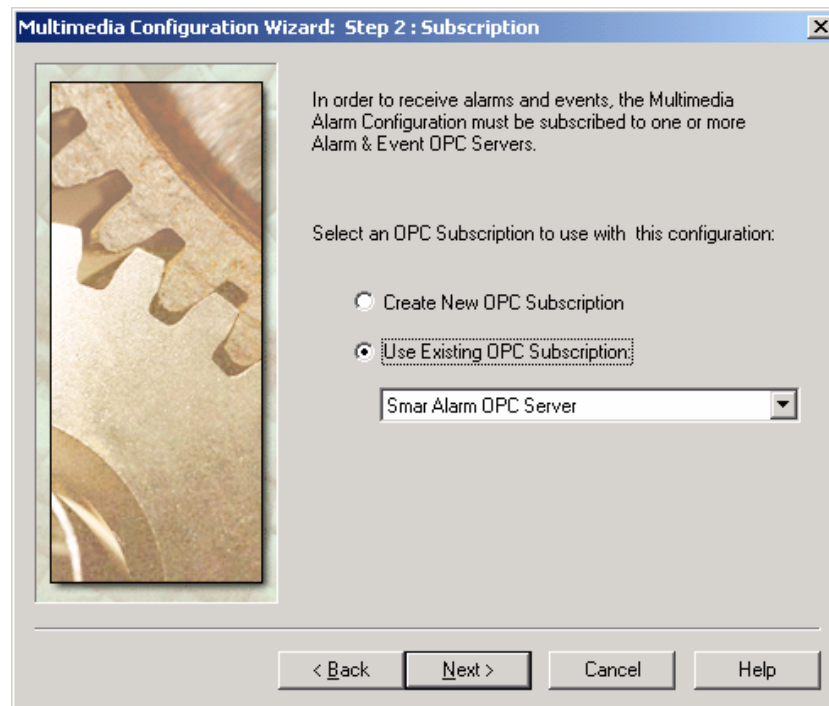 Multimedia Configuration Wizard: Step 2 : Subscription
In order to receive alarms and events, the Multimedia
Alarm Configuration must be subscribed to one or more
Alarm & Event OPC Servers.
Select an OPC Subscription to use with this configuration:
Create New OPC Subscription
Use Existing OPC Subscription:
Smar Alarm OPC Server
< Back
Next >
Cancel
Help